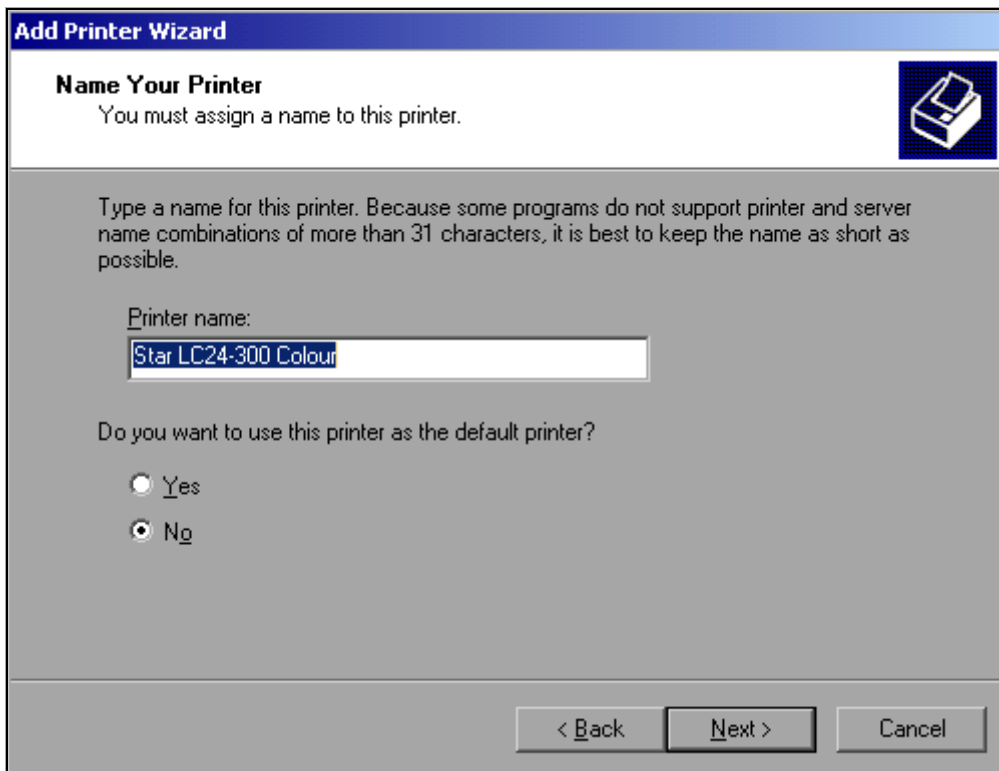 Add Printer Wizard
Name Your Printer
You must assign a name to this printer.
Type a name for this printer. Because some programs do not support printer and server
name combinations of more than 31 characters, it is best to keep the name as short as
possible.
Printer name:
Star LC24-300 Colour
Do you want to use this printer as the default printer?
Yes
No
< Back
Next >
Cancel